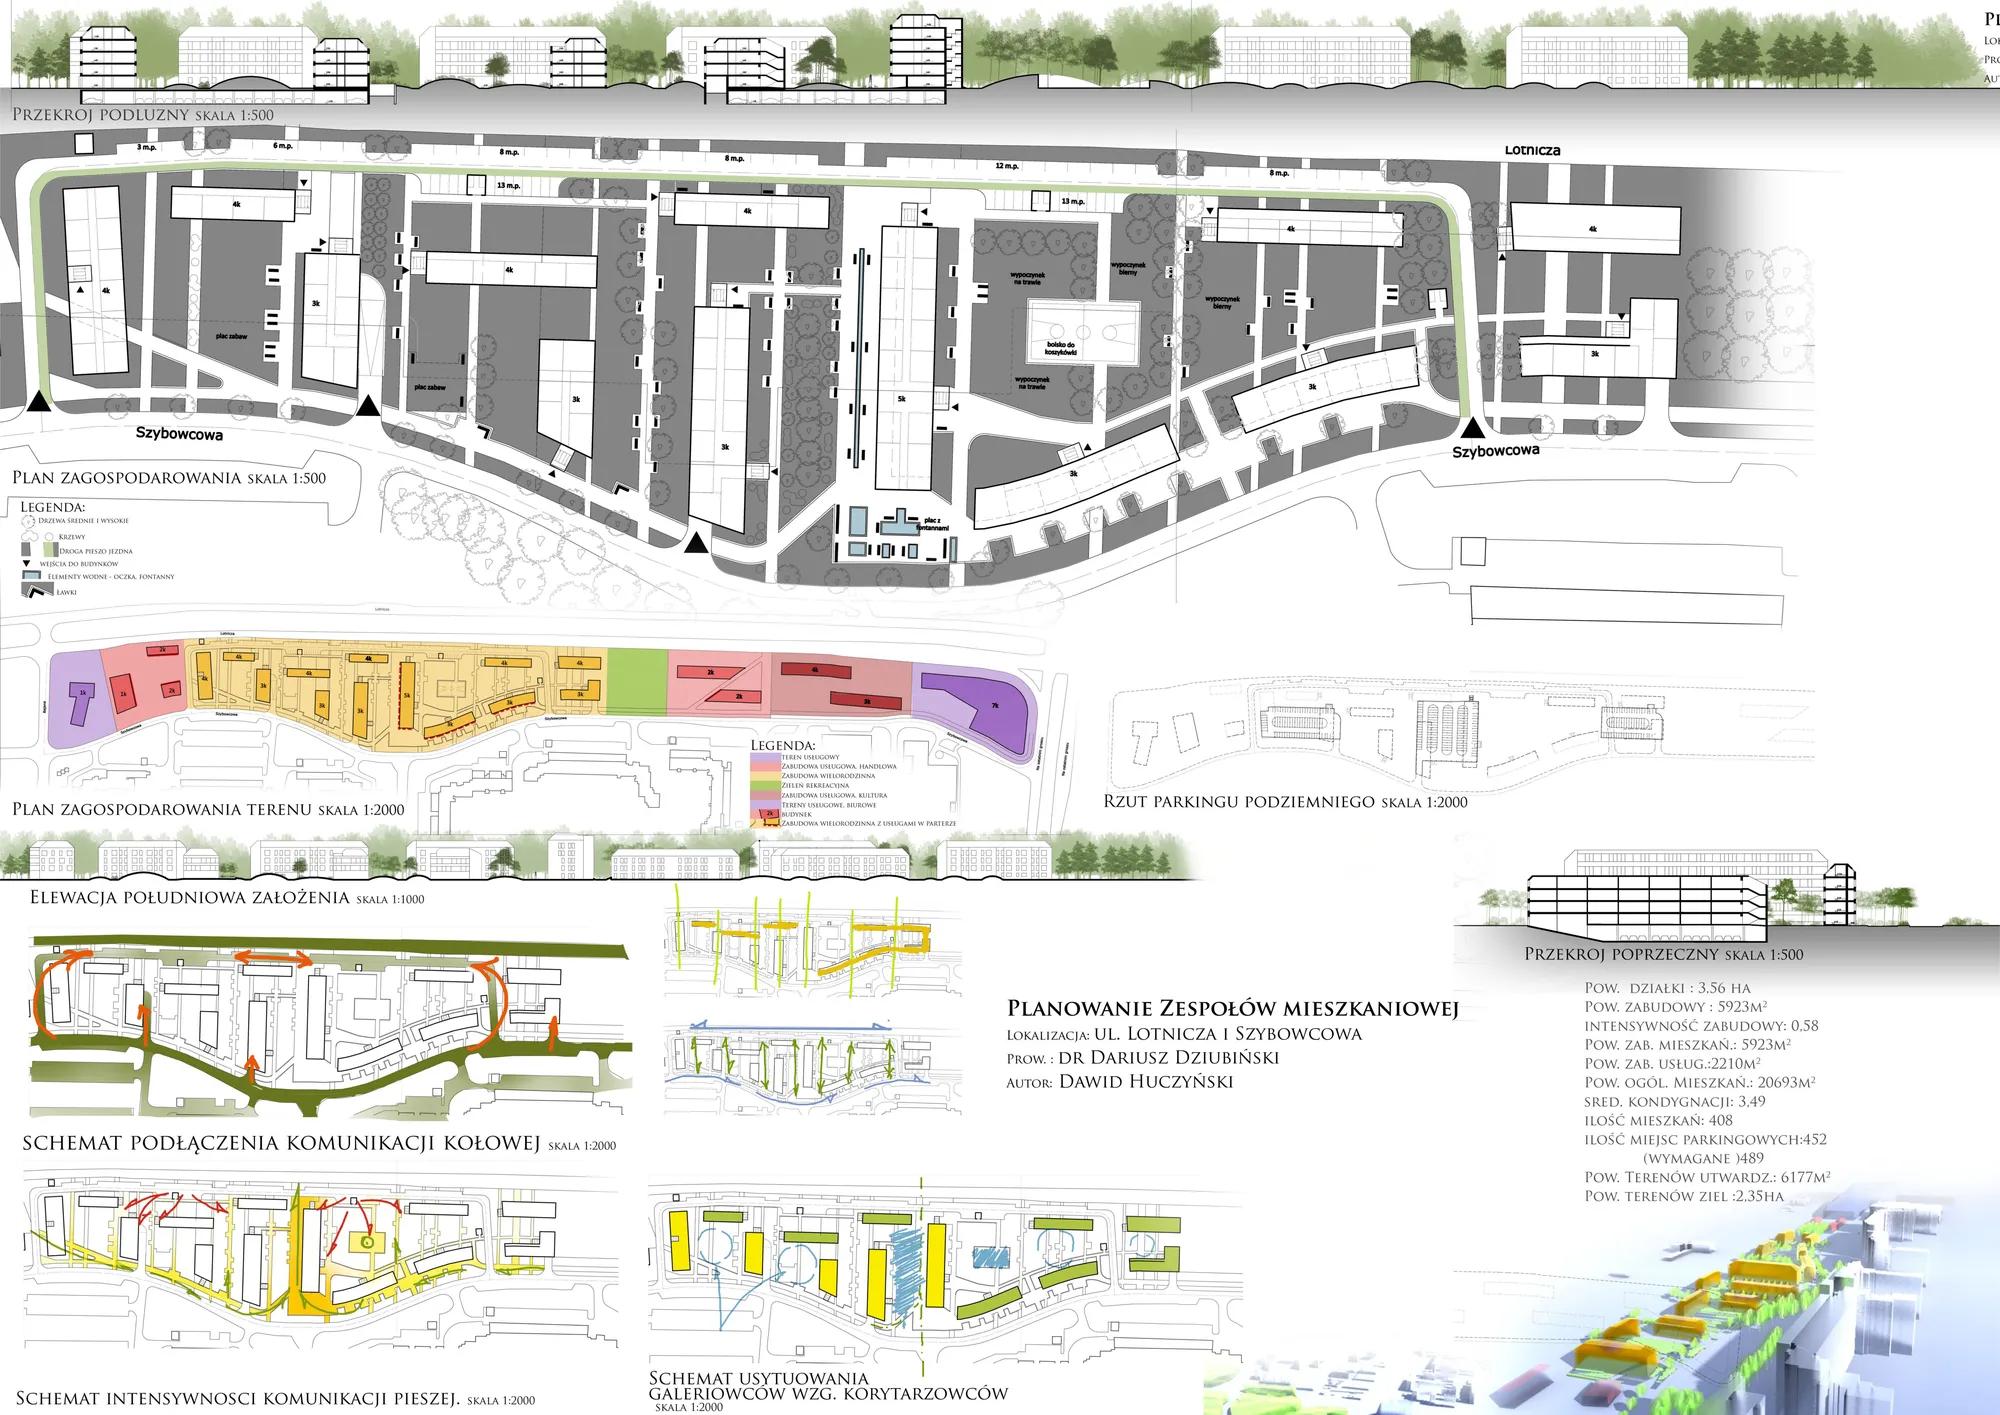 PRZEKROJ PODLUZNY SKALA 1:500
3 m.p.
6 m.p.
8 m.p.
8 m.p.
12 m.p.
8 m.p.
Lotnicza
13 m.p.
13 m.p.
4k
4k
4k
4k
4k
4k
3k
3k
3k
5k
3k
3k
3k
plac zabaw
plac zabaw
wypoczynek
na trawie
wypoczynek
bierny
wypoczynek
bierny
boisko do
koszykówki
wypoczynek
na trawie
plac z
fontannami
Szybowcowa
Szybowcowa
PLAN ZAGOSPODAROWANIA SKALA 1:500
LEGENDA:
DRZEWA ŚREDNIE I WYSOKIE
KRZEWY
DROGA PIESZO JEZDNA
WEJŚCIA DO BUDYNKÓW
ELEMENTY WODNE - OCZKA, FONTANNY
ŁAWKI
Lotnicza
Lotnicza
1k
1k
2k
2k
4k
4k
3k
4k
3k
4k
3k
5k
3k
4k
3k
4k
3k
2k
2k
4k
3k
7k
Szybowcowa
Szybowcowa
Szybowcowa
Szybowcowa
LEGENDA:
TEREN USŁUGOWY
ZABUDOWA USŁUGOWA, HANDLOWA
ZABUDOWA WIELORODZINNA
ZIELEŃ REKREACYJNA
ZABUDOWA USŁUGOWA, KULTURA
TERENY USŁUGOWE, BIUROWE
2k BUDYNEK
ZABUDOWA WIELORODZINNA Z USŁUGAMI W PARTERZE
PLAN ZAGOSPODAROWANIA TERENU SKALA 1:2000
RZUT PARKINGU PODZIEMNEGO SKALA 1:2000
ELEWACJA POŁUDNIOWA ZAŁOŻENIA SKALA 1:1000
PRZEKROJ POPRZECZNY SKALA 1:500
PLANOWANIE ZESPOŁÓW MIESZKANIOWEJ
LOKALIZACJA: UL. LOTNICZA I SZYBOWCOWA
PROW. : DR DARIUSZ DZIUBIŃSKI
AUTOR: DAWID HUCZYŃSKI
POW. DZIAŁKI : 3,56 HA
POW. ZABUDOWY : 5923M²
INTENSYWNOŚĆ ZABUDOWY: 0,58
POW. ZAB. MIESZKAŃ.: 5923M²
POW. ZAB. USŁUG.:2210M²
POW. OGÓL. MIESZKAŃ.: 20693M²
SRED. KONDYGNACJI: 3,49
ILOŚĆ MIESZKAŃ: 408
ILOŚĆ MIEJSC PARKINGOWYCH:452
(WYMAGANE )489
POW. TERENÓW UTWARDZ.: 6177M²
POW. TERENÓW ZIEL :2,35HA
SCHEMAT PODŁĄCZENIA KOMUNIKACJI KOŁOWEJ SKALA 1:2000
SCHEMAT INTENSYWNOSCI KOMUNIKACJI PIESZEJ. SKALA 1:2000
SCHEMAT USYTUOWANIA
GALERIOWCÓW WZG. KORYTARZOWCÓW
SKALA 1:2000